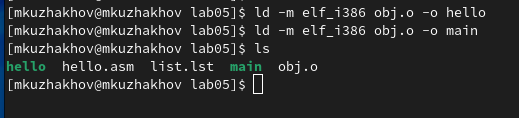 [mkuzhakhov@mkuzhakhov lab05]$ ld -m elf_i386 obj.o -o hello
[mkuzhakhov@mkuzhakhov lab05]$ ld -m elf_i386 obj.o -o main
[mkuzhakhov@mkuzhakhov lab05]$ ls
hello  hello.asm  list.lst  main  obj.o
[mkuzhakhov@mkuzhakhov lab05]$